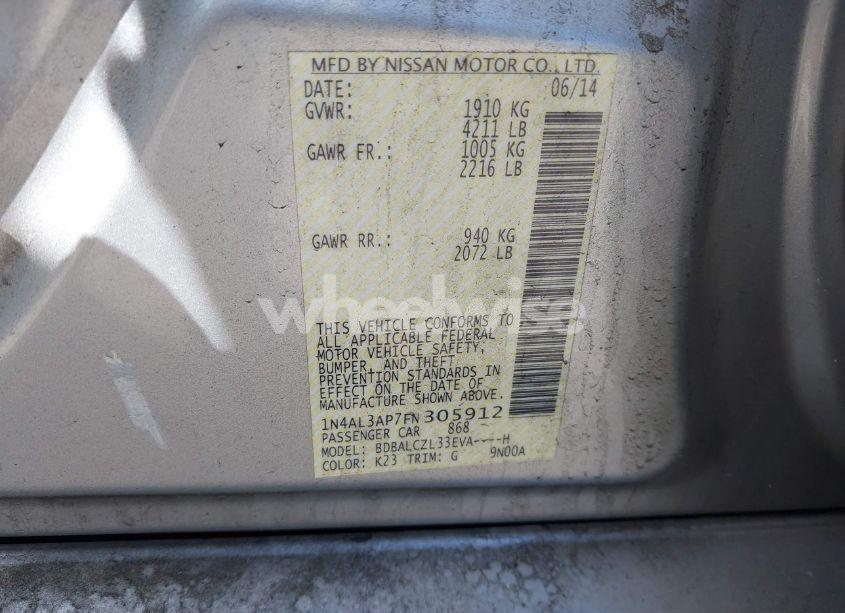 MFD BY NISSAN MOTOR CO., LTD.
DATE: 06/14
GVWR: 1910 KG
4211 LB
GAWR FR.: 1005 KG
2216 LB
GAWR RR.: 940 KG
2072 LB
wheelwise
THIS VEHICLE CONFORMS TO
ALL APPLICABLE FEDERAL
MOTOR VEHICLE SAFETY,
BUMPER, AND THEFT
PREVENTION STANDARDS IN
EFFECT ON THE DATE OF
MANUFACTURE SHOWN ABOVE.
1N4AL3AP7FN305912
PASSENGER CAR 868
MODEL: BDBALCZL33EVA----H
COLOR: K23 TRIM: G 9N00A